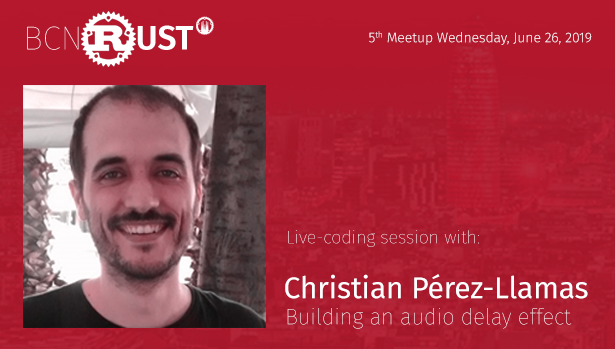 BCNRUST
5th Meetup Wednesday, June 26, 2019
Live-coding session with:
Christian Pérez-Llamas
Building an audio delay effect